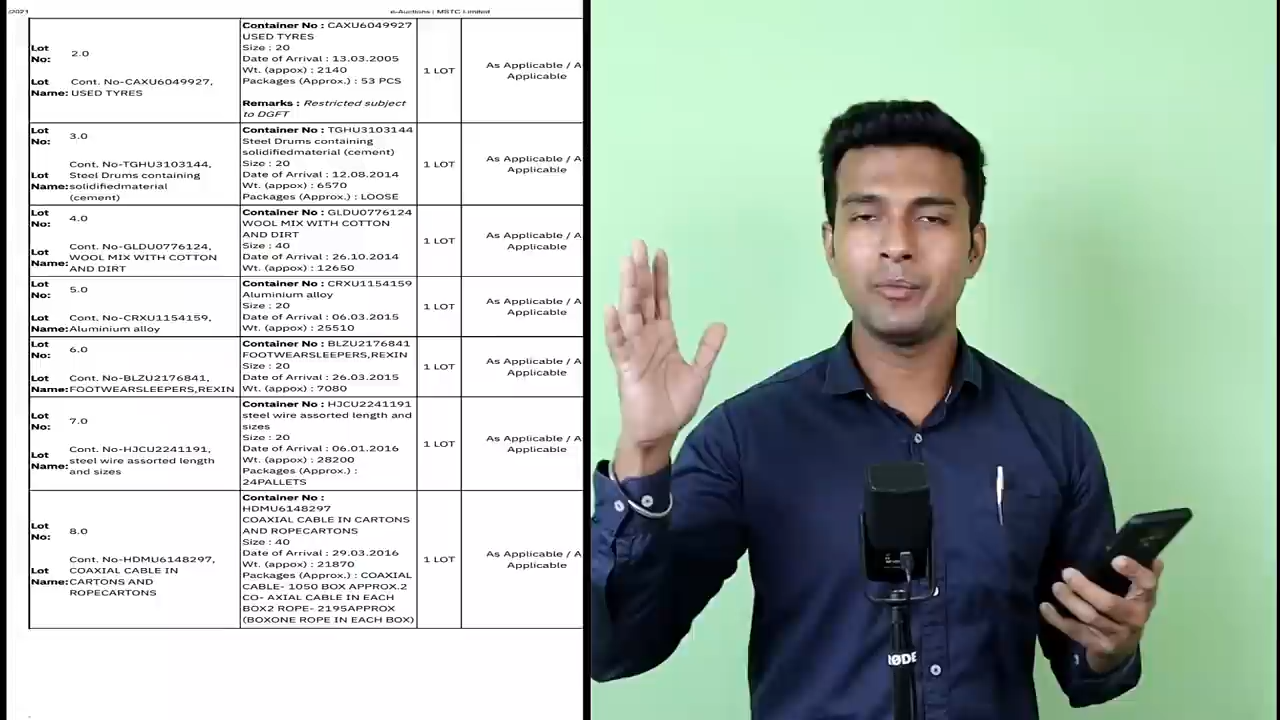 /2021
e-Auctions | MSTC Limited
Lot No: 2.0
Lot Name: Cont. No-CAXU6049927,
USED TYRES
Container No : CAXU6049927
USED TYRES
Size : 20
Date of Arrival : 13.03.2005
Wt. (appox) : 2140
Packages (Approx.) : 53 PCS
Remarks : Restricted subject
to DGFT
1 LOT
As Applicable / A
Applicable
Lot No: 3.0
Lot Name: Cont. No-TGHU3103144,
Steel Drums containing
solidifiedmaterial
(cement)
Container No : TGHU3103144
Steel Drums containing
solidifiedmaterial (cement)
Size : 20
Date of Arrival : 12.08.2014
Wt. (appox) : 6570
Packages (Approx.) : LOOSE
1 LOT
As Applicable / A
Applicable
Lot No: 4.0
Lot Name: Cont. No-GLDU0776124,
WOOL MIX WITH COTTON
AND DIRT
Container No : GLDU0776124
WOOL MIX WITH COTTON
AND DIRT
Size : 40
Date of Arrival : 26.10.2014
Wt. (appox) : 12650
1 LOT
As Applicable / A
Applicable
Lot No: 5.0
Lot Name: Cont. No-CRXU1154159,
Aluminium alloy
Container No : CRXU1154159
Aluminium alloy
Size : 20
Date of Arrival : 06.03.2015
Wt. (appox) : 25510
1 LOT
As Applicable / A
Applicable
Lot No: 6.0
Lot Name: Cont. No-BLZU2176841,
FOOTWEARSLEEPERS,REXIN
Container No : BLZU2176841
FOOTWEARSLEEPERS,REXIN
Size : 20
Date of Arrival : 26.03.2015
Wt. (appox) : 7080
1 LOT
As Applicable / A
Applicable
Lot No: 7.0
Lot Name: Cont. No-HJCU2241191,
steel wire assorted length
and sizes
Container No : HJCU2241191
steel wire assorted length and
sizes
Size : 20
Date of Arrival : 06.01.2016
Wt. (appox) : 28200
Packages (Approx.) :
24PALLETS
1 LOT
As Applicable / A
Applicable
Lot No: 8.0
Lot Name: Cont. No-HDMU6148297,
COAXIAL CABLE IN
CARTONS AND
ROPECARTONS
Container No :
HDMU6148297
COAXIAL CABLE IN CARTONS
AND ROPECARTONS
Size : 40
Date of Arrival : 29.03.2016
Wt. (appox) : 21870
Packages (Approx.) : COAXIAL
CABLE- 1050 BOX APPROX.2
CO- AXIAL CABLE IN EACH
BOX2 ROPE- 2195APPROX
(BOXONE ROPE IN EACH BOX)
1 LOT
As Applicable / A
Applicable
RØDE